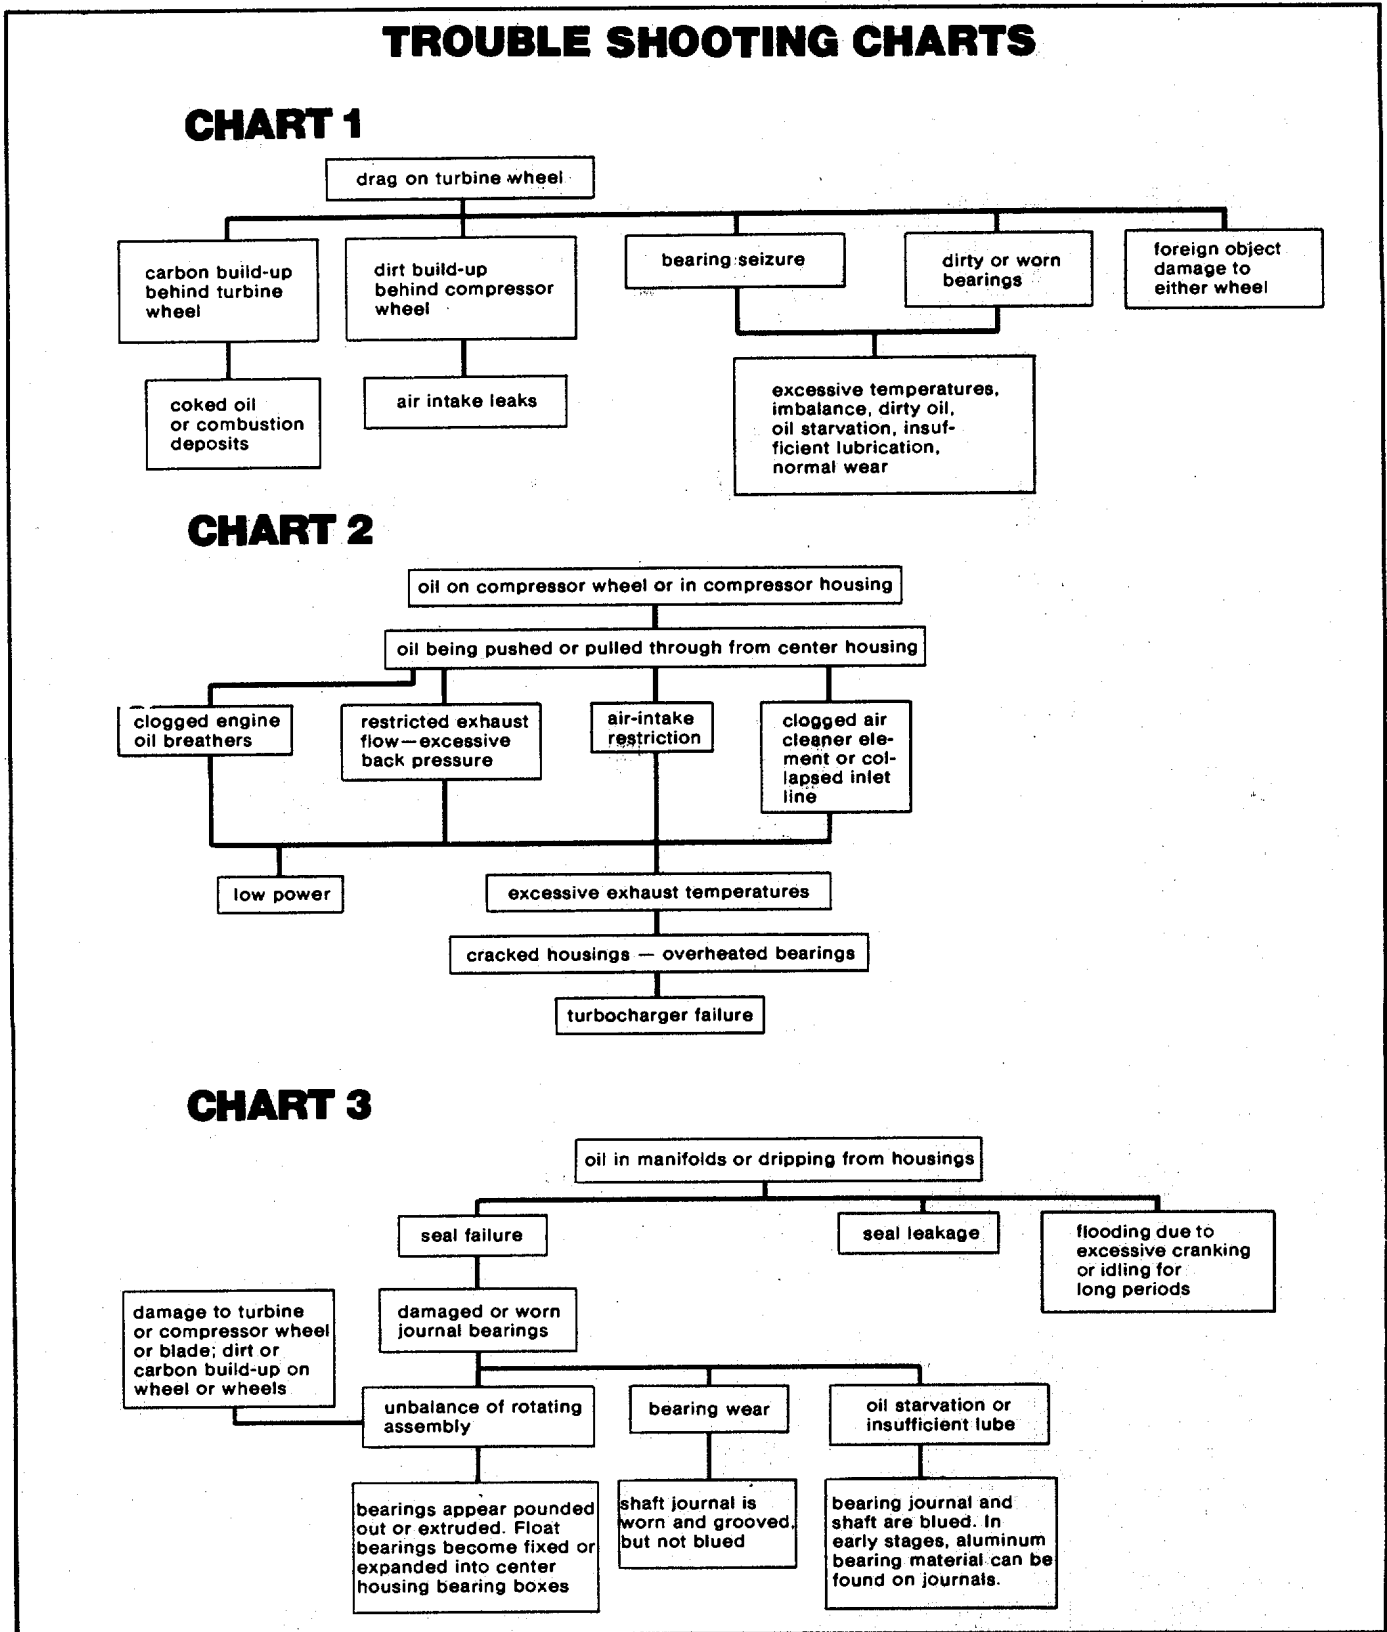 TROUBLE SHOOTING CHARTS
CHART 1
drag on turbine wheel
carbon build-up
behind turbine
wheel
dirt build-up
behind compressor
wheel
bearing seizure
dirty or worn
bearings
foreign object
damage to
either wheel
coked oil
or combustion
deposits
air intake leaks
excessive temperatures,
imbalance, dirty oil,
oil starvation, insuf-
ficient lubrication,
normal wear
CHART 2
oil on compressor wheel or in compressor housing
oil being pushed or pulled through from center housing
clogged engine
oil breathers
restricted exhaust
flow—excessive
back pressure
air-intake
restriction
clogged air
cleaner ele-
ment or col-
lapsed inlet
line
low power
excessive exhaust temperatures
cracked housings — overheated bearings
turbocharger failure
CHART 3
oil in manifolds or dripping from housings
seal failure
seal leakage
flooding due to
excessive cranking
or idling for
long periods
damage to turbine
or compressor wheel
or blade; dirt or
carbon build-up on
wheel or wheels
damaged or worn
journal bearings
unbalance of rotating
assembly
bearing wear
oil starvation or
insufficient lube
bearings appear pounded
out or extruded. Float
bearings become fixed or
expanded into center
housing bearing boxes
shaft journal is
worn and grooved,
but not blued
bearing journal and
shaft are blued. In
early stages, aluminum
bearing material can be
found on journals.